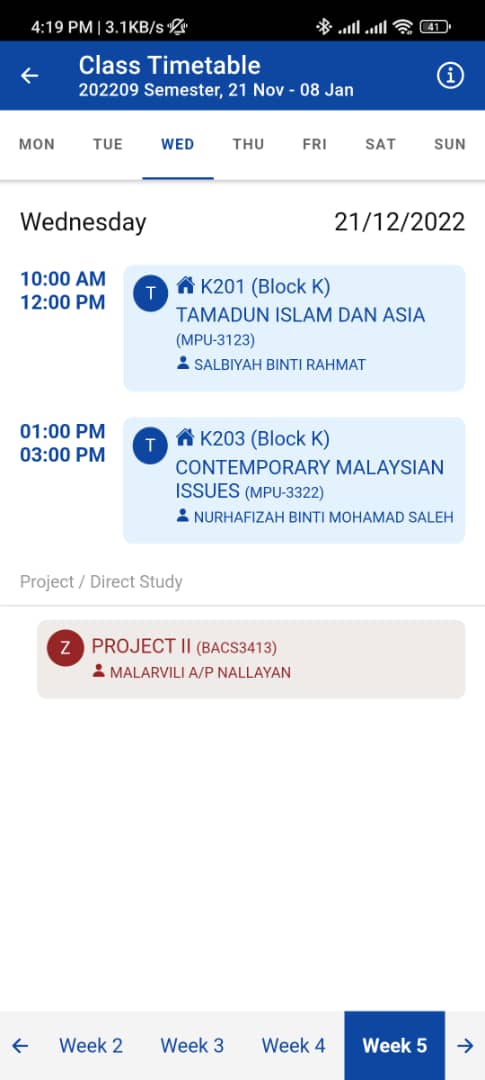 4:19 PM | 3.1KB/s
41
Class Timetable
202209 Semester, 21 Nov - 08 Jan
MON TUE WED THU FRI SAT SUN
Wednesday 21/12/2022
10:00 AM
12:00 PM
T
K201 (Block K)
TAMADUN ISLAM DAN ASIA
(MPU-3123)
SALBIYAH BINTI RAHMAT
01:00 PM
03:00 PM
T
K203 (Block K)
CONTEMPORARY MALAYSIAN
ISSUES (MPU-3322)
NURHAFIZAH BINTI MOHAMAD SALEH
Project / Direct Study
Z
PROJECT II (BACS3413)
MALARVILI A/P NALLAYAN
Week 2 Week 3 Week 4 Week 5